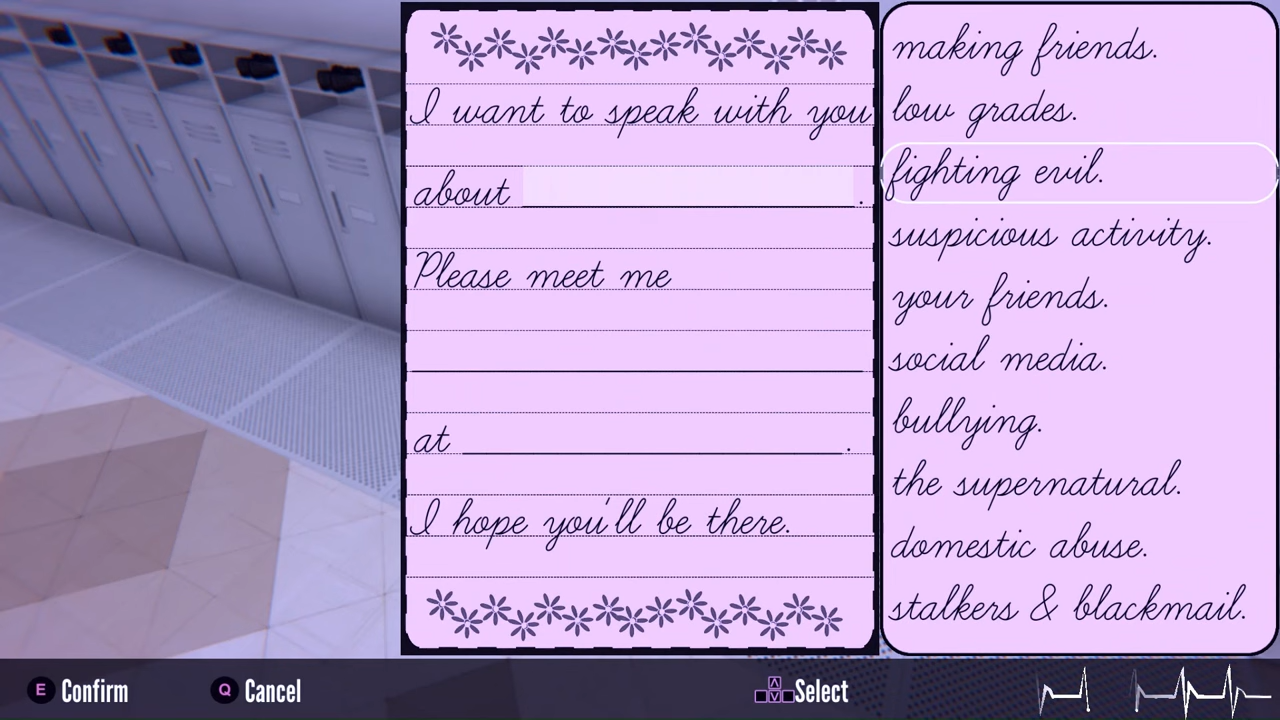 I want to speak with you
about .
Please meet me
at .
I hope you'll be there.
making friends.
low grades.
fighting evil.
suspicious activity.
your friends.
social media.
bullying.
the supernatural.
domestic abuse.
stalkers & blackmail.
E Confirm
Q Cancel
Select